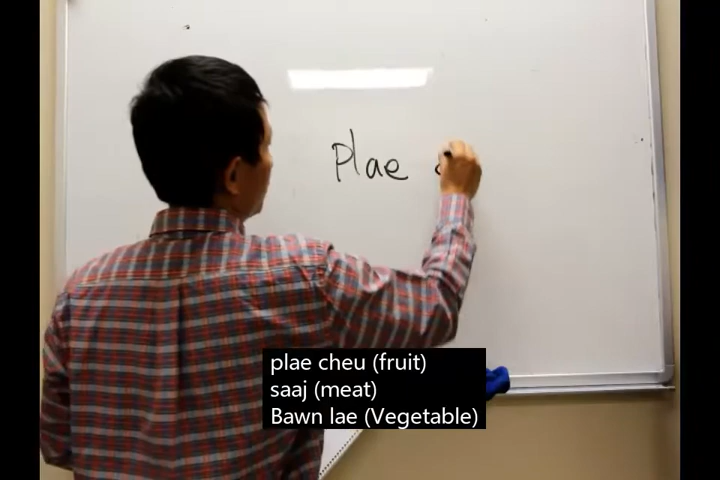 Plae c
plae cheu (fruit)
saaj (meat)
Bawn lae (Vegetable)